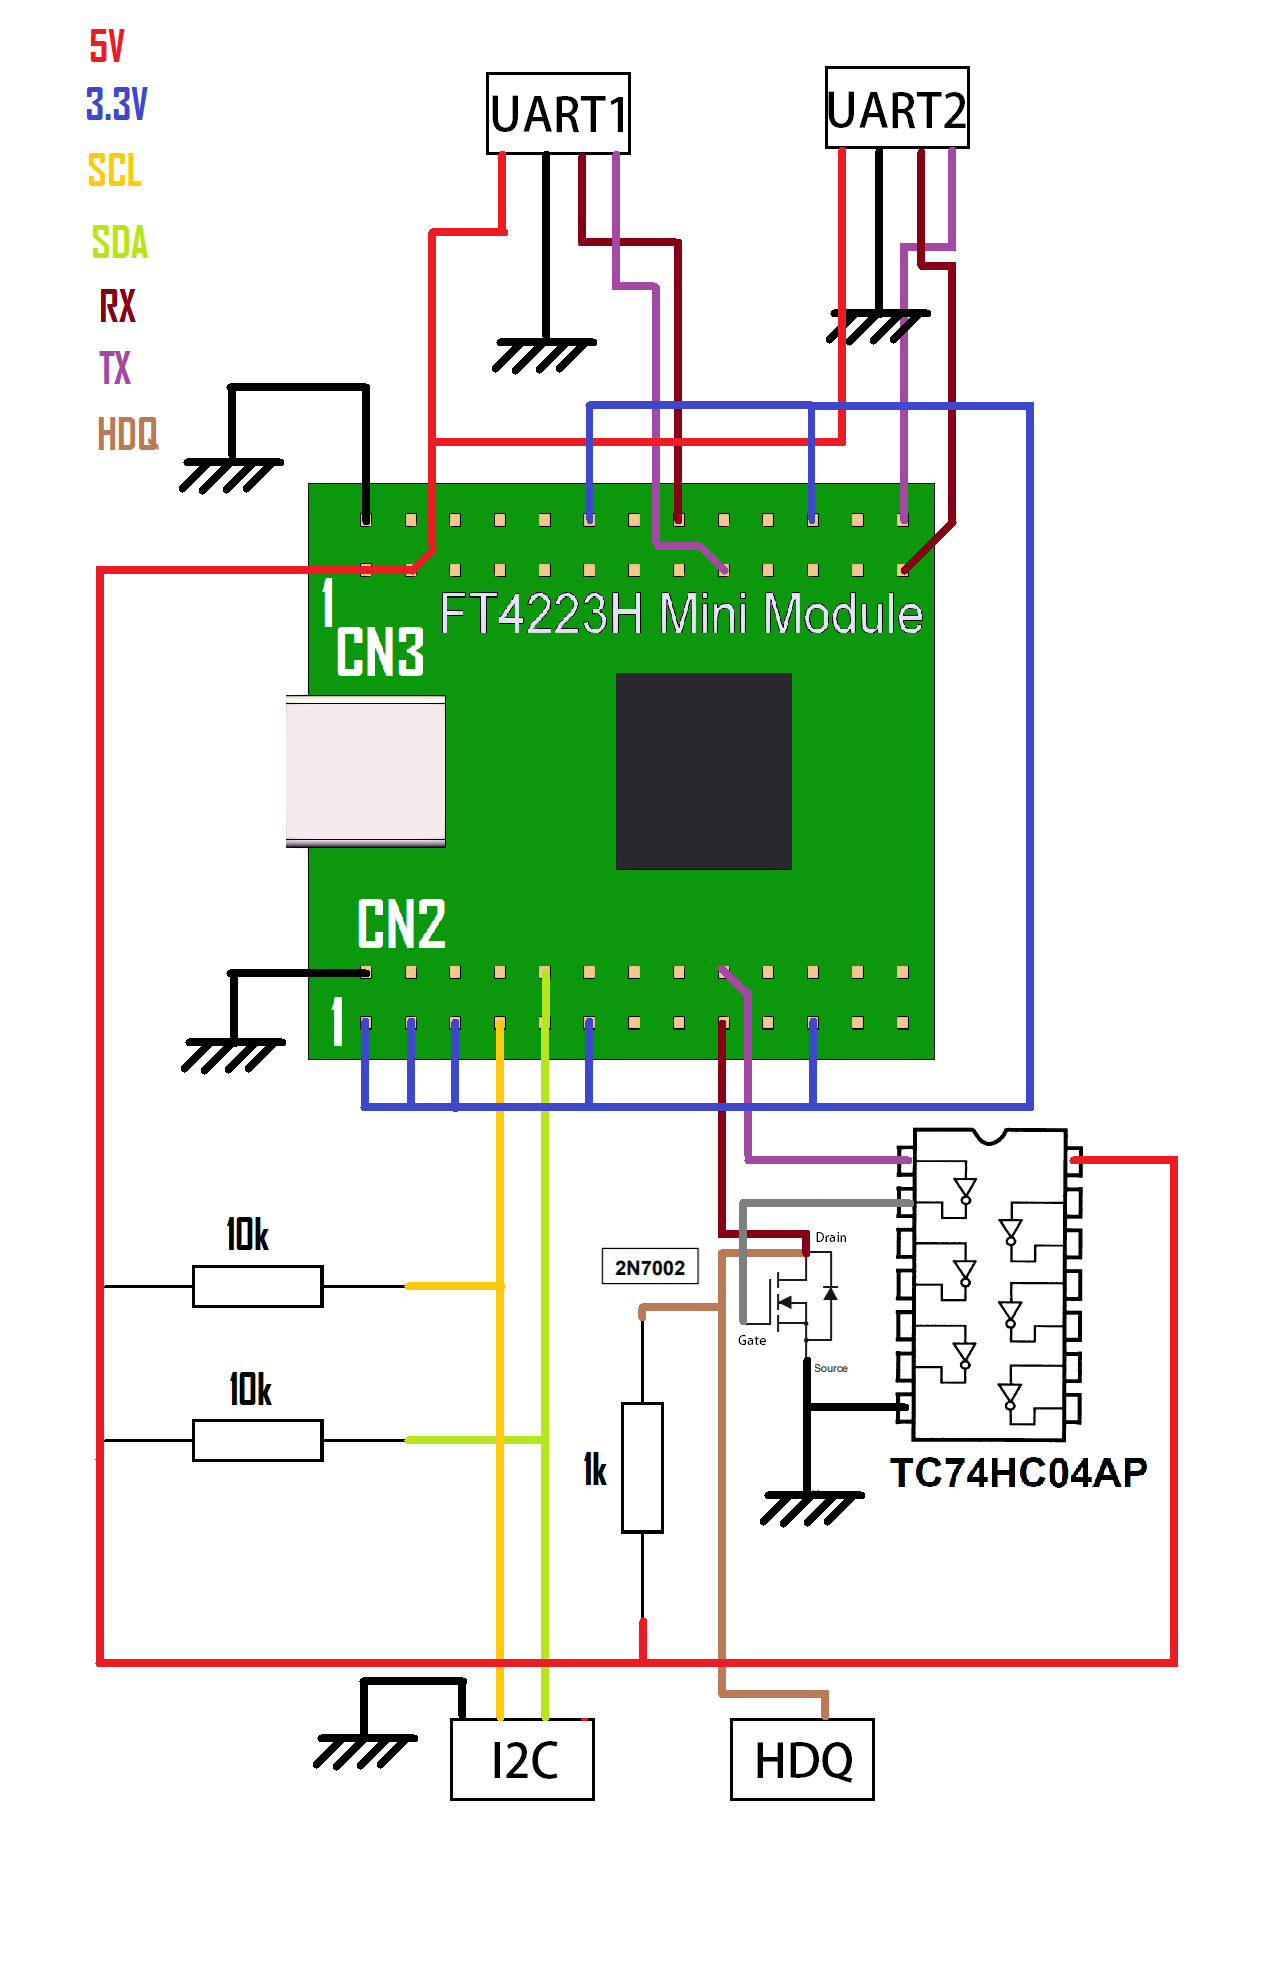 5V
3.3V
SCL
SDA
RX
TX
HDQ
UART1
UART2
1
FT4223H Mini Module
CN3
CN2
1
10k
10k
2N7002
Drain
Gate
Source
1k
TC74HC04AP
I2C
HDQ